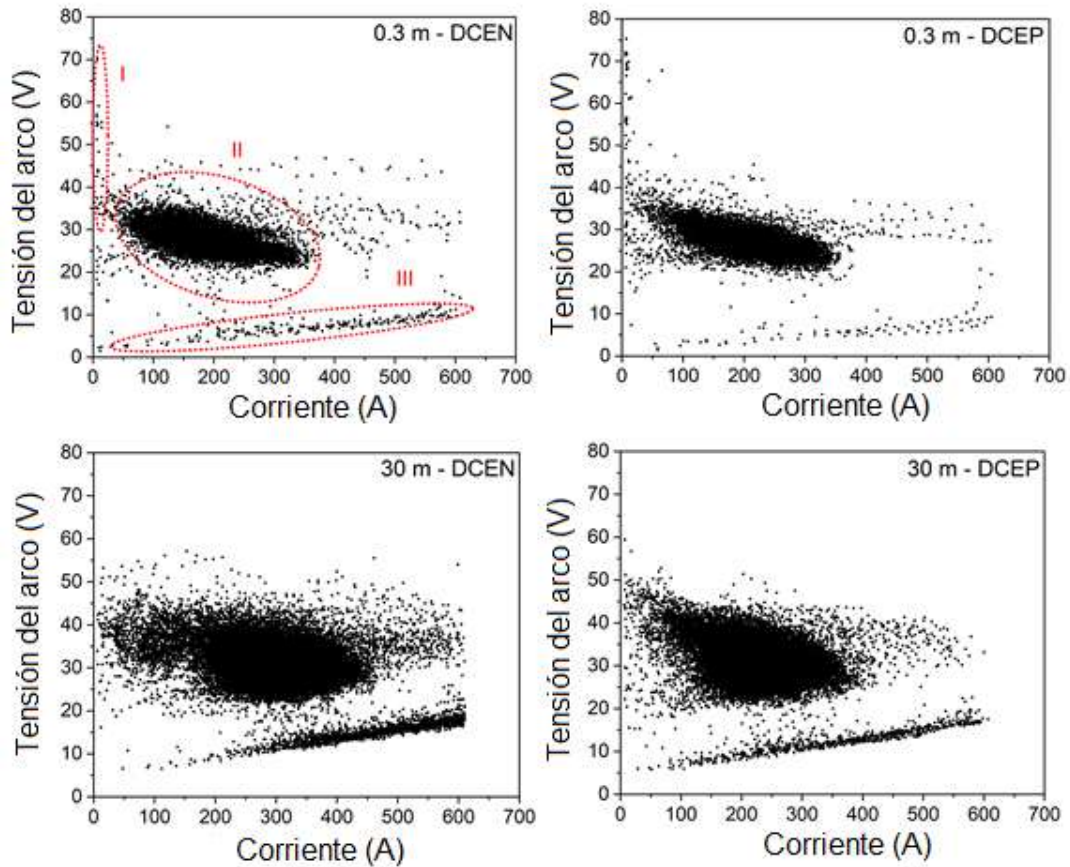 0.3 m - DCEN
I
II
III
80
70
60
50
40
30
20
10
0
Tensión del arco (V)
0 100 200 300 400 500 600 700
Corriente (A)
0.3 m - DCEP
80
70
60
50
40
30
20
10
0
Tensión del arco (V)
0 100 200 300 400 500 600 700
Corriente (A)
30 m - DCEN
80
70
60
50
40
30
20
10
0
Tensión del arco (V)
0 100 200 300 400 500 600 700
Corriente (A)
30 m - DCEP
80
70
60
50
40
30
20
10
0
Tensión del arco (V)
0 100 200 300 400 500 600 700
Corriente (A)